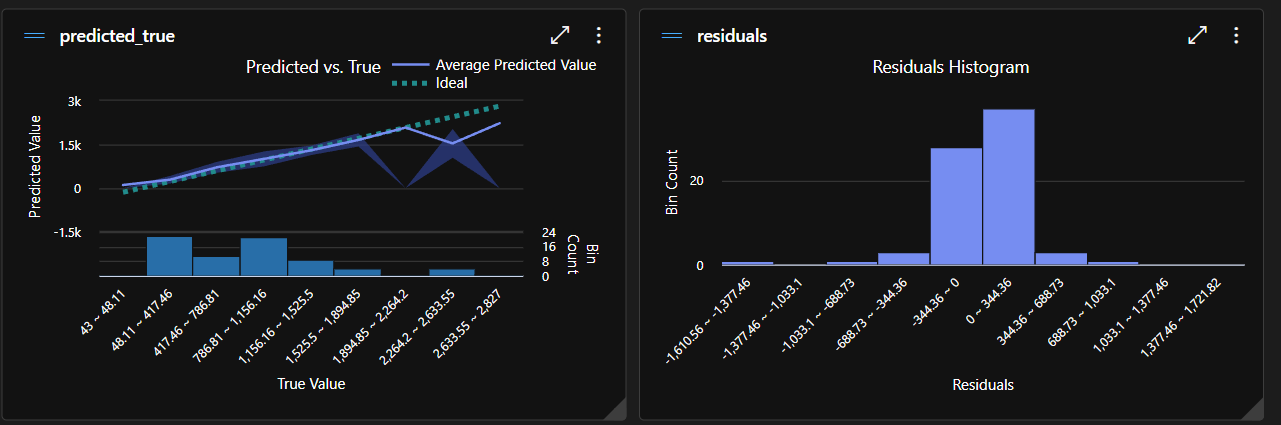 predicted_true
Predicted vs. True
Average Predicted Value
Ideal
Predicted Value
3k
1.5k
0
-1.5k
24
16
8
0
Bin
Count
43 ~ 48.11
48.11 ~ 417.46
417.46 ~ 786.81
786.81 ~ 1,156.16
1,156.16 ~ 1,525.5
1,525.5 ~ 1,894.85
1,894.85 ~ 2,264.2
2,264.2 ~ 2,633.55
2,633.55 ~ 2,827
True Value
residuals
Residuals Histogram
Bin Count
20
0
-1,610.56 ~ -1,377.46
-1,377.46 ~ -1,033.1
-1,033.1 ~ -688.73
-688.73 ~ -344.36
-344.36 ~ 0
0 ~ 344.36
344.36 ~ 688.73
688.73 ~ 1,033.1
1,033.1 ~ 1,377.46
1,377.46 ~ 1,721.82
Residuals